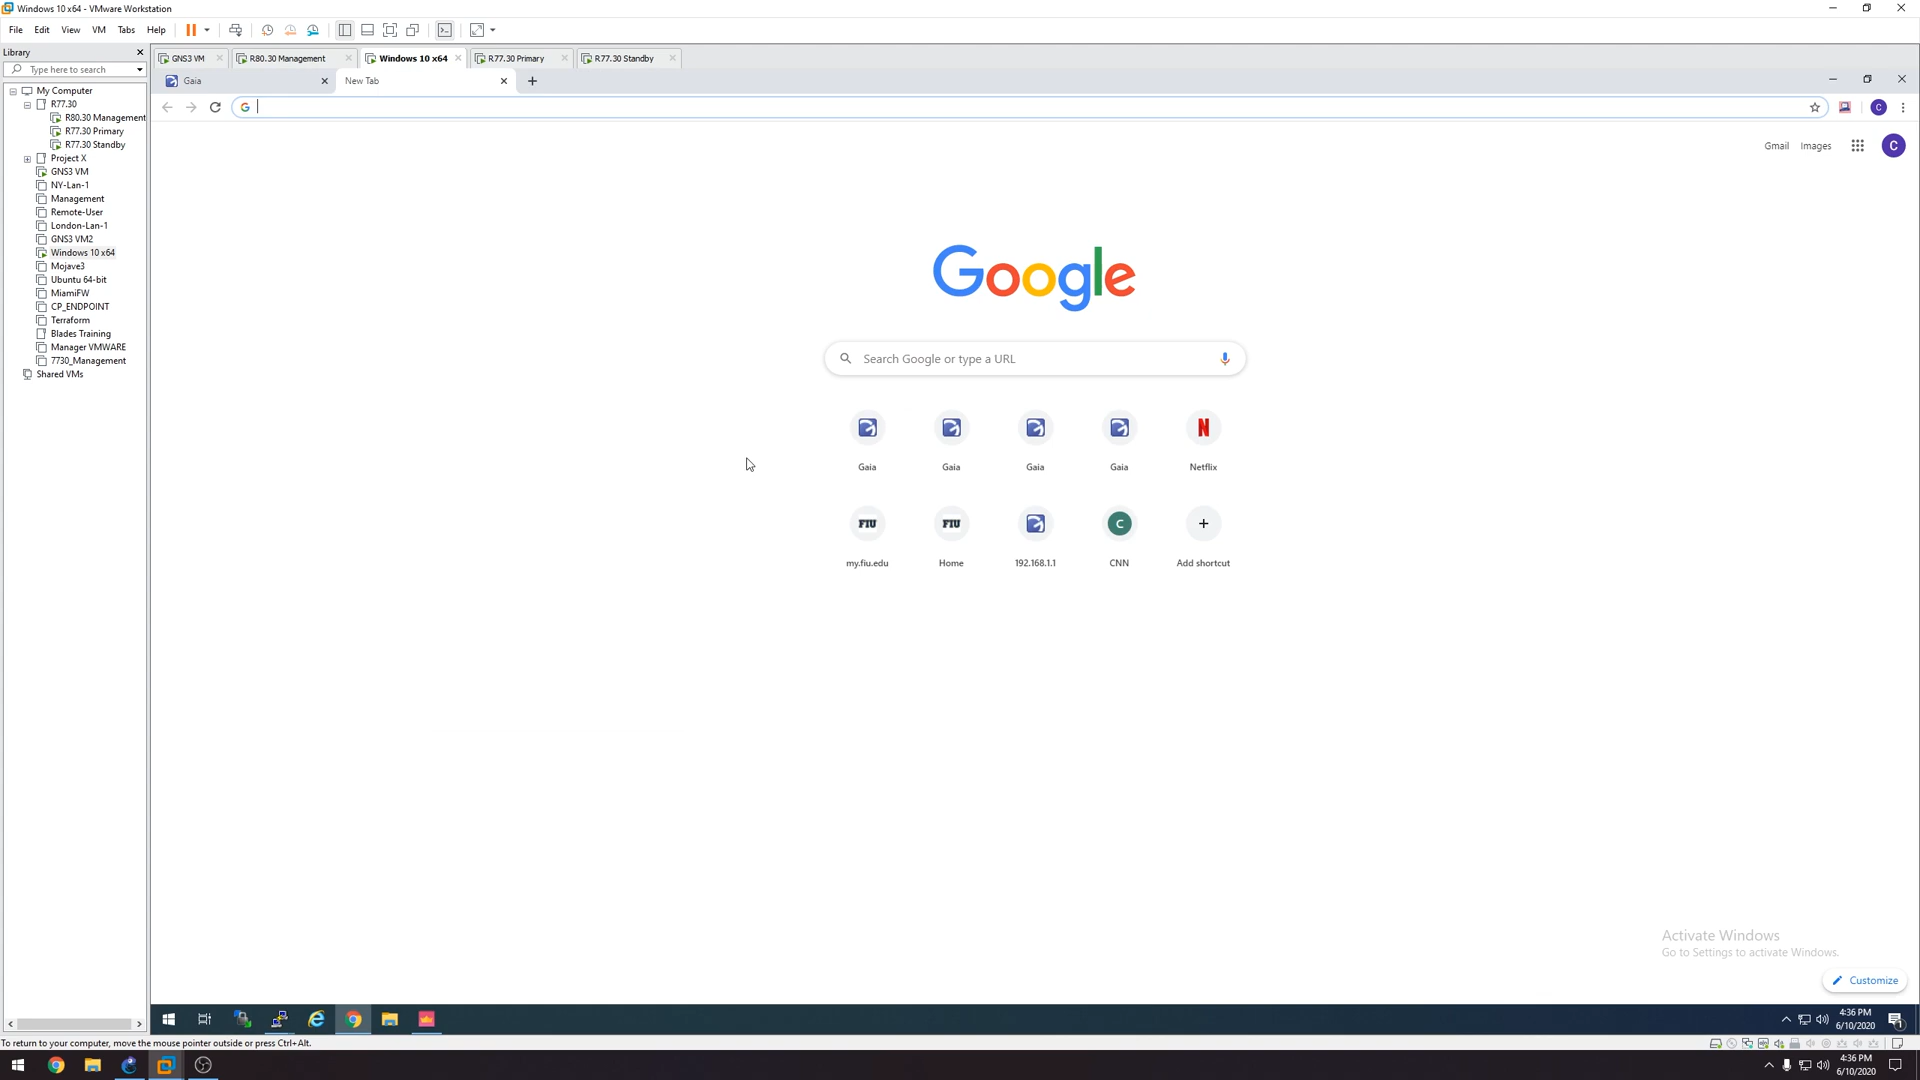 Windows 10 x64 - VMware Workstation
File Edit View VM Tabs Help
Library
Type here to search
My Computer
R77.30
R80.30 Management
R77.30 Primary
R77.30 Standby
Project X
GNS3 VM
NY-Lan-1
Management
Remote-User
London-Lan-1
GNS3 VM2
Windows 10 x64
Mojave3
Ubuntu 64-bit
MiamiFW
CP_ENDPOINT
Terraform
Blades Training
Manager VMWARE
7730_Management
Shared VMs
GNS3 VM R80.30 Management Windows 10 x64 R77.30 Primary R77.30 Standby
Gaia New Tab
G C
Gmail Images C
Google
Search Google or type a URL
N
Gaia Gaia Gaia Gaia Netflix
FIU FIU C
my.fiu.edu Home 192.168.1.1 CNN Add shortcut
Activate Windows
Go to Settings to activate Windows.
Customize
4:36 PM
6/10/2020
1
To return to your computer, move the mouse pointer outside or press Ctrl+Alt.
4:36 PM
6/10/2020